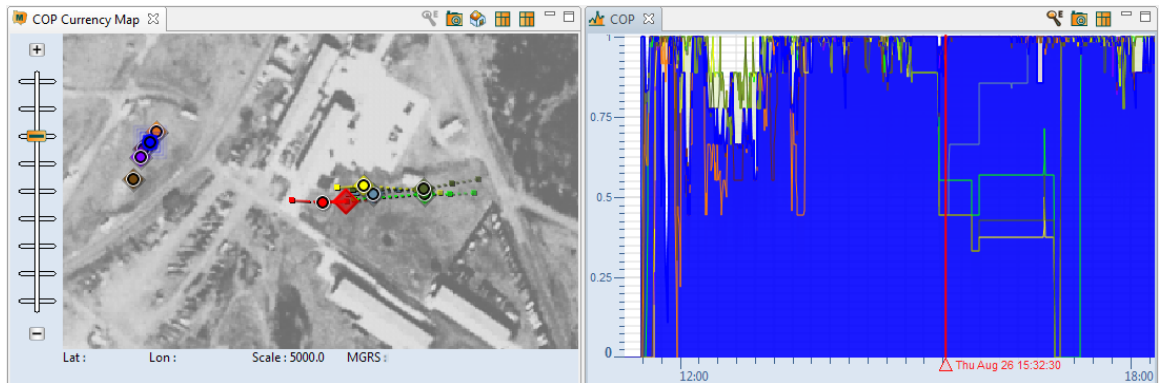 COP Currency Map
Lat :
Lon :
Scale : 5000.0
MGRS :
COP
1
0.75
0.5
0.25
0
12:00
Thu Aug 26 15:32:30
18:00